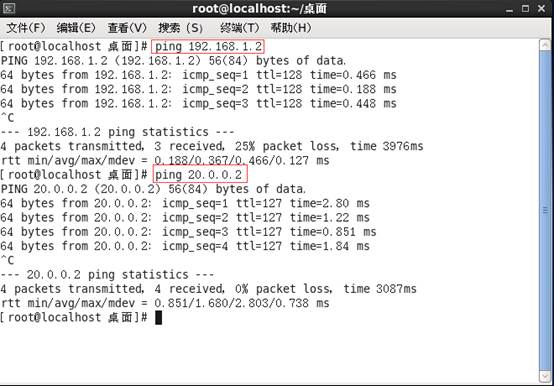 root@localhost:~/桌面
文件(F) 编辑(E) 查看(V) 搜索 (S) 终端(T) 帮助(H)
[root@localhost 桌面]# ping 192.168.1.2
PING 192.168.1.2 (192.168.1.2) 56(84) bytes of data.
64 bytes from 192.168.1.2: icmp_seq=1 ttl=128 time=0.466 ms
64 bytes from 192.168.1.2: icmp_seq=2 ttl=128 time=0.188 ms
64 bytes from 192.168.1.2: icmp_seq=3 ttl=128 time=0.448 ms
^C
--- 192.168.1.2 ping statistics ---
4 packets transmitted, 3 received, 25% packet loss, time 3976ms
rtt min/avg/max/mdev = 0.188/0.367/0.466/0.127 ms
[root@localhost 桌面]# ping 20.0.0.2
PING 20.0.0.2 (20.0.0.2) 56(84) bytes of data.
64 bytes from 20.0.0.2: icmp_seq=1 ttl=127 time=2.80 ms
64 bytes from 20.0.0.2: icmp_seq=2 ttl=127 time=1.22 ms
64 bytes from 20.0.0.2: icmp_seq=3 ttl=127 time=0.851 ms
64 bytes from 20.0.0.2: icmp_seq=4 ttl=127 time=1.84 ms
^C
--- 20.0.0.2 ping statistics ---
4 packets transmitted, 4 received, 0% packet loss, time 3087ms
rtt min/avg/max/mdev = 0.851/1.680/2.803/0.738 ms
[root@localhost 桌面]#